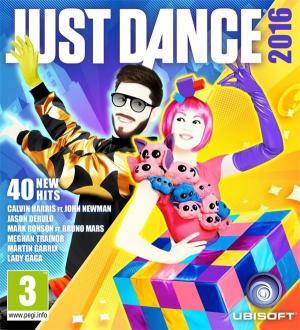 JUST DANCE
2016
40 NEW
HITS
CALVIN HARRIS FT. JOHN NEWMAN
JASON DERULO
MARK RONSON FT. BRUNO MARS
MEGHAN TRAINOR
MARTIN GARRIX
LADY GAGA
3
www.pegi.info
UBISOFT